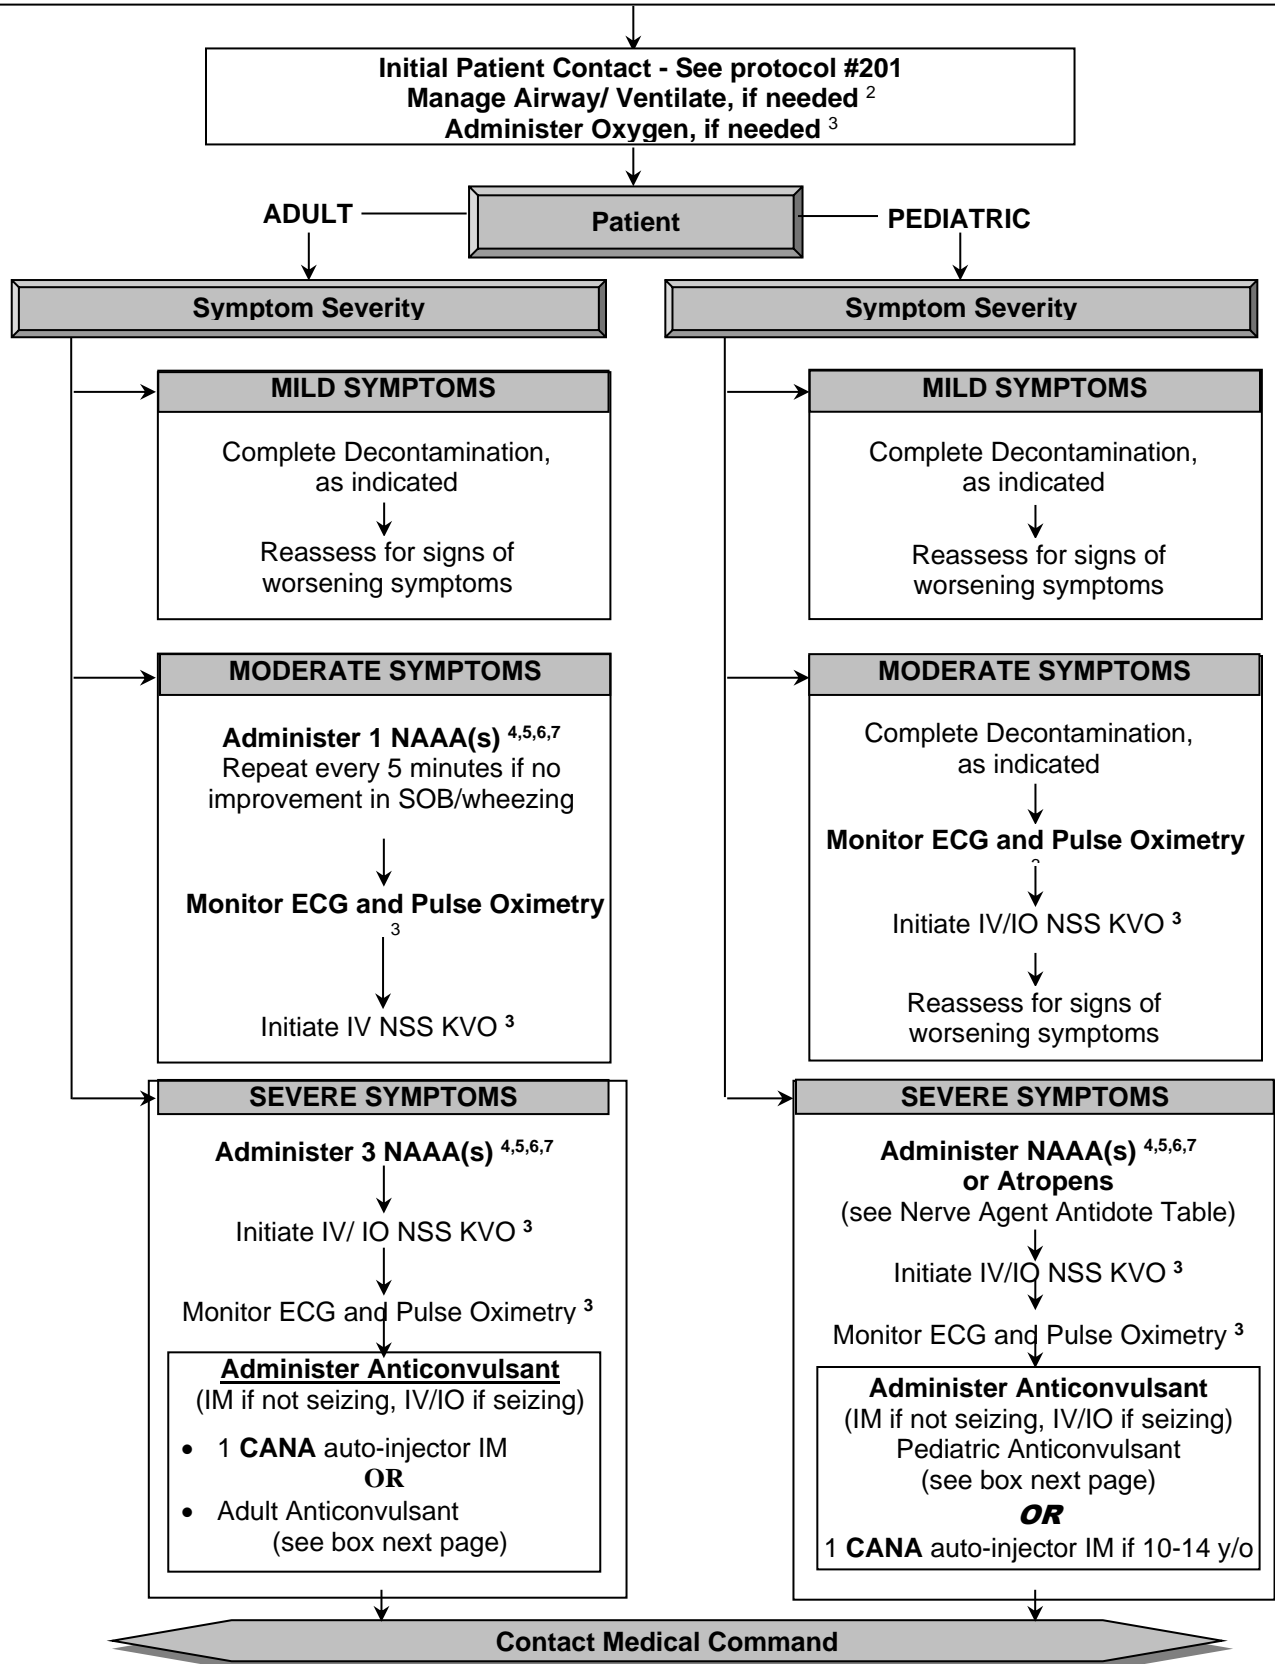 Initial Patient Contact - See protocol #201
Manage Airway/ Ventilate, if needed 2
Administer Oxygen, if needed 3
ADULT
Patient
PEDIATRIC
Symptom Severity
MILD SYMPTOMS
Complete Decontamination,
as indicated
Reassess for signs of
worsening symptoms
MODERATE SYMPTOMS
Administer 1 NAAA(s) 4,5,6,7
Repeat every 5 minutes if no
improvement in SOB/wheezing
Monitor ECG and Pulse Oximetry
3
Initiate IV NSS KVO 3
SEVERE SYMPTOMS
Administer 3 NAAA(s) 4,5,6,7
Initiate IV/ IO NSS KVO 3
Monitor ECG and Pulse Oximetry 3
Administer Anticonvulsant
(IM if not seizing, IV/IO if seizing)
• 1 CANA auto-injector IM
OR
• Adult Anticonvulsant
(see box next page)
Symptom Severity
MILD SYMPTOMS
Complete Decontamination,
as indicated
Reassess for signs of
worsening symptoms
MODERATE SYMPTOMS
Complete Decontamination,
as indicated
Monitor ECG and Pulse Oximetry
Initiate IV/IO NSS KVO 3
Reassess for signs of
worsening symptoms
SEVERE SYMPTOMS
Administer NAAA(s) 4,5,6,7
or Atropens
(see Nerve Agent Antidote Table)
Initiate IV/IO NSS KVO 3
Monitor ECG and Pulse Oximetry 3
Administer Anticonvulsant
(IM if not seizing, IV/IO if seizing)
Pediatric Anticonvulsant
(see box next page)
OR
1 CANA auto-injector IM if 10-14 y/o
Contact Medical Command